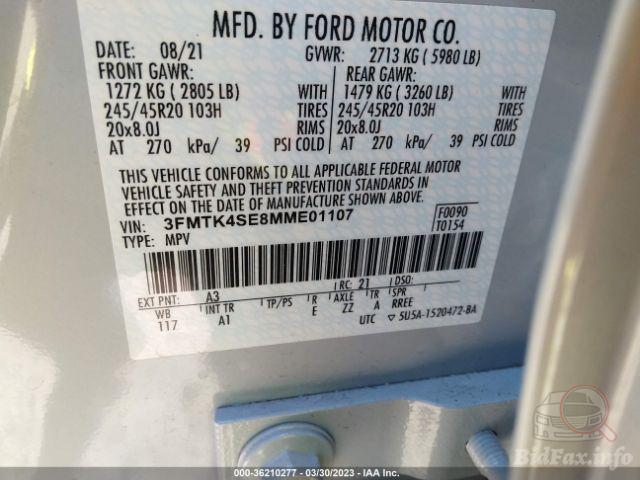 MFD. BY FORD MOTOR CO.
DATE: 08/21 GVWR: 2713 KG ( 5980 LB)
FRONT GAWR: REAR GAWR:
1272 KG ( 2805 LB) WITH 1479 KG ( 3260 LB) WITH
245/45R20 103H TIRES 245/45R20 103H TIRES
20x8.0J RIMS 20x8.0J RIMS
AT 270 kPa/ 39 PSI COLD AT 270 kPa/ 39 PSI COLD
THIS VEHICLE CONFORMS TO ALL APPLICABLE FEDERAL MOTOR
VEHICLE SAFETY AND THEFT PREVENTION STANDARDS IN
EFFECT ON THE DATE OF MANUFACTURE SHOWN ABOVE.
VIN: 3FMTK4SE8MME01107 F0090
TYPE: MPV T0154
RC: 21 DSO:
EXT PNT: A3
WB INT TR TP/PS R AXLE TR SPR
117 A1 E ZZ A RREE
UTC ▽ 5U5A-1520472-BA
BidFax.info
000-36210277 - 03/30/2023 - IAA Inc.